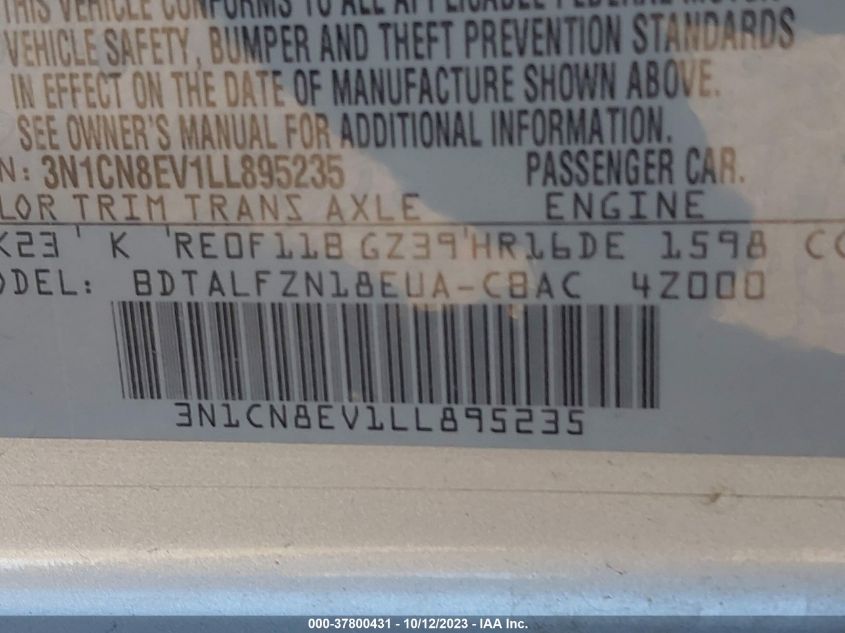 THIS VEHICLE CONFORMS TO ALL APPLICABLE FEDERAL MOTOR
VEHICLE SAFETY, BUMPER AND THEFT PREVENTION STANDARDS
IN EFFECT ON THE DATE OF MANUFACTURE SHOWN ABOVE.
SEE OWNER'S MANUAL FOR ADDITIONAL INFORMATION.
N: 3N1CN8EV1LL895235 PASSENGER CAR.
LOR TRIM TRANS AXLE ENGINE
K23 K RE0F11B GZ39 HR16DE 1598 CC
ODEL: BDTALFZN18EUA-CBAC 4Z000
3N1CN8EV1LL895235
000-37800431 - 10/12/2023 - IAA Inc.